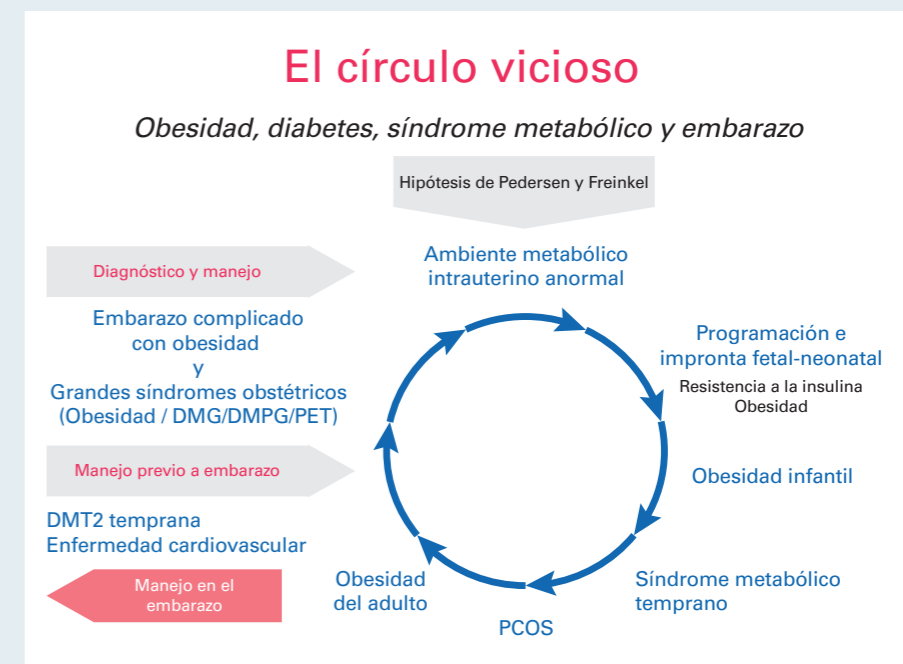 El círculo vicioso
Obesidad, diabetes, síndrome metabólico y embarazo
Hipótesis de Pedersen y Freinkel
Ambiente metabólico
intrauterino anormal
Programación e
impronta fetal-neonatal
Resistencia a la insulina
Obesidad
Obesidad infantil
Síndrome metabólico
temprano
PCOS
Obesidad
del adulto
Diagnóstico y manejo
Embarazo complicado
con obesidad
y
Grandes síndromes obstétricos
(Obesidad / DMG/DMPG/PET)
Manejo previo a embarazo
DMT2 temprana
Enfermedad cardiovascular
Manejo en el
embarazo